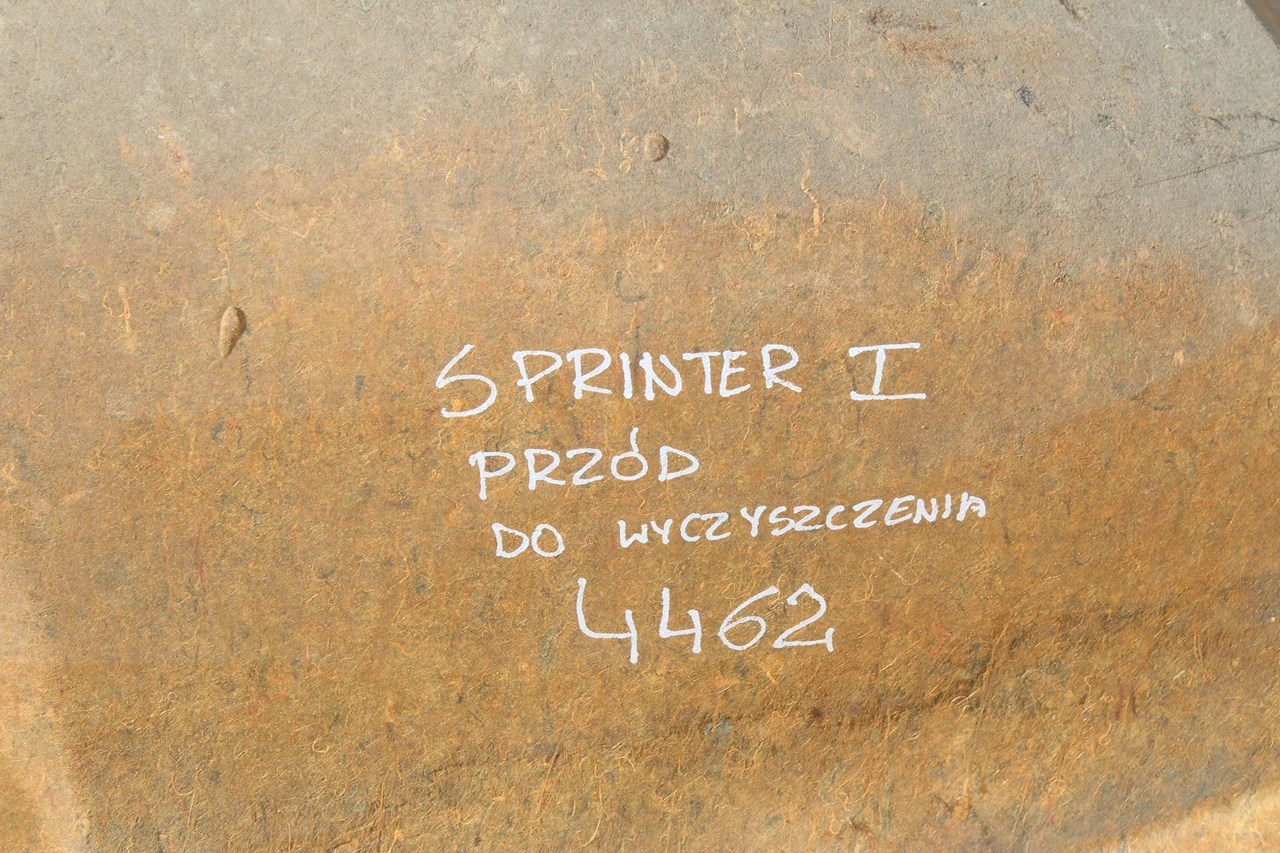 SPRINTER I
PRZÓD
DO WYCZYSZCZENIA
4462